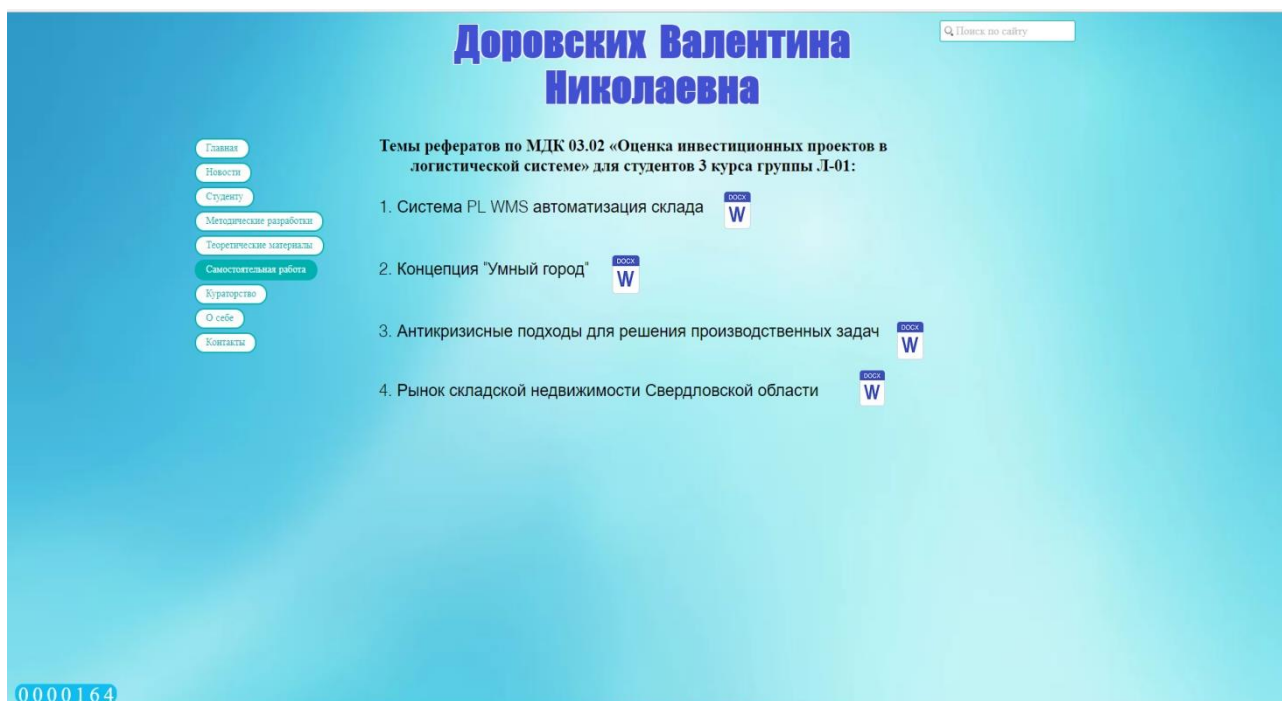 Доровских Валентина
Николаевна
Поиск по сайту
Главная
Новости
Студенту
Методические разработки
Теоретические материалы
Самостоятельная работа
Кураторство
О себе
Контакты
Темы рефератов по МДК 03.02 «Оценка инвестиционных проектов в
логистической системе» для студентов 3 курса группы Л-01:
1. Система PL WMS автоматизация склада
DOCX
W
2. Концепция "Умный город"
DOCX
W
3. Антикризисные подходы для решения производственных задач
DOCX
W
4. Рынок складской недвижимости Свердловской области
DOCX
W
0000164